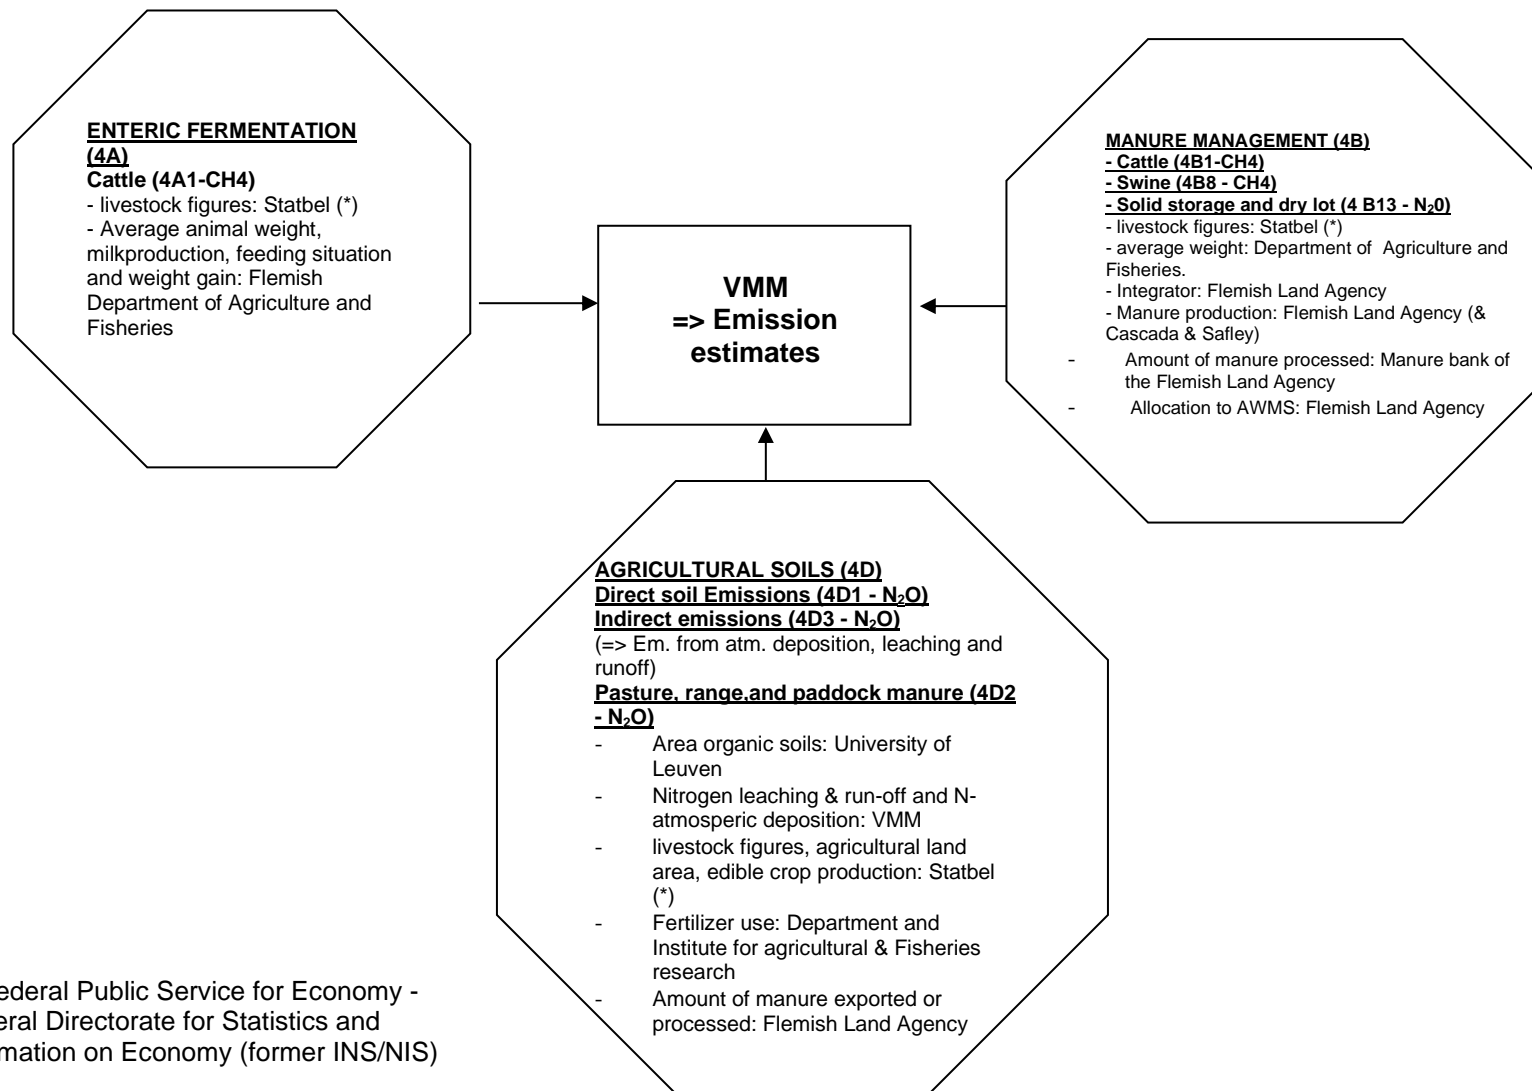 ENTERIC FERMENTATION
(4A)
Cattle (4A1-CH4)
- livestock figures: Statbel (*)
- Average animal weight,
milkproduction, feeding situation
and weight gain: Flemish
Department of Agriculture and
Fisheries
VMM
=> Emission
estimates
MANURE MANAGEMENT (4B)
- Cattle (4B1-CH4)
- Swine (4B8 - CH4)
- Solid storage and dry lot (4 B13 - N₂0)
- livestock figures: Statbel (*)
- average weight: Department of Agriculture and
Fisheries.
- Integrator: Flemish Land Agency
- Manure production: Flemish Land Agency (&
Cascada & Safley)
- Amount of manure processed: Manure bank of
the Flemish Land Agency
- Allocation to AWMS: Flemish Land Agency
AGRICULTURAL SOILS (4D)
Direct soil Emissions (4D1 - N₂O)
Indirect emissions (4D3 - N₂O)
(=> Em. from atm. deposition, leaching and
runoff)
Pasture, range,and paddock manure (4D2
- N₂O)
- Area organic soils: University of
Leuven
- Nitrogen leaching & run-off and N-
atmosperic deposition: VMM
- livestock figures, agricultural land
area, edible crop production: Statbel
(*)
- Fertilizer use: Department and
Institute for agricultural & Fisheries
research
- Amount of manure exported or
processed: Flemish Land Agency
ederal Public Service for Economy -
eral Directorate for Statistics and
mation on Economy (former INS/NIS)